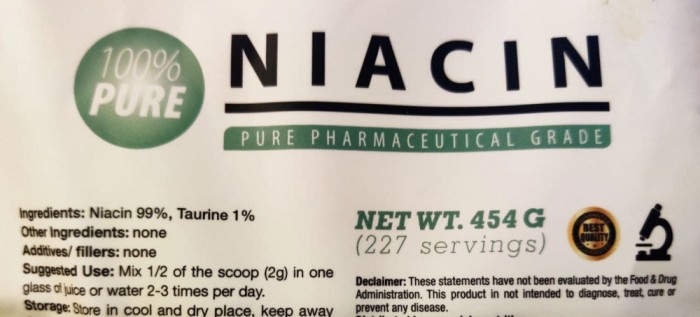 100%
PURE
NIACIN
PURE PHARMACEUTICAL GRADE
Ingredients: Niacin 99%, Taurine 1%
Other Ingredients: none
Additives/ fillers: none
Suggested Use: Mix 1/2 of the scoop (2g) in one
glass of juice or water 2-3 times per day.
Storage: Store in cool and dry place, keep away
NET WT. 454 G
(227 servings)
BEST
QUALITY
Declaimer: These statements have not been evaluated by the Food & Drug
Administration. This product in not intended to diagnose, treat, cure or
prevent any disease.